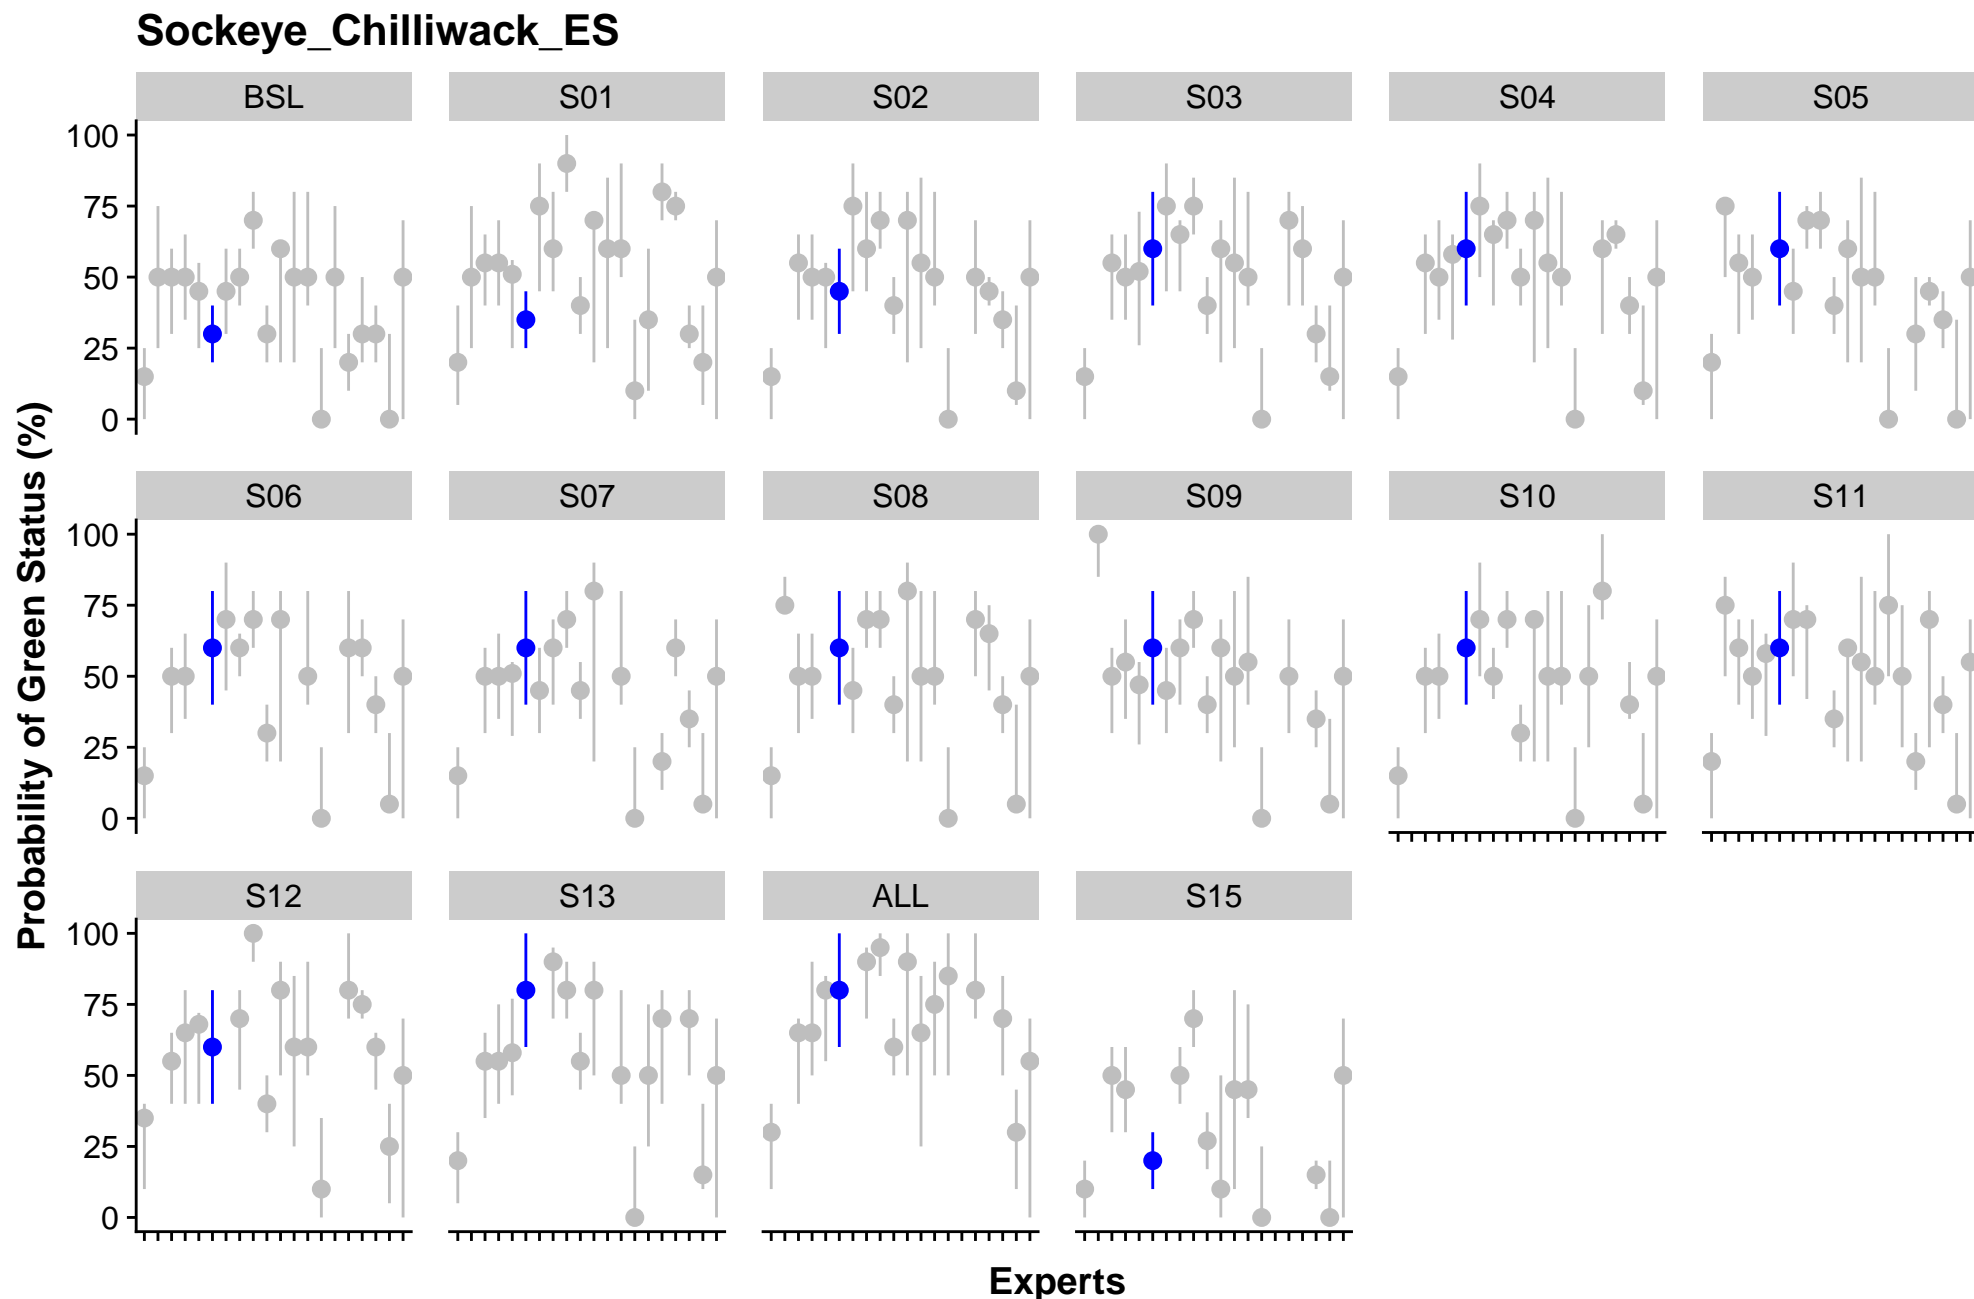 Sockeye_Chilliwack_ES
BSL
S01
S02
S03
S04
S05
100
75
50
25
0
S06
S07
S08
S09
S10
S11
100
75
50
25
0
S12
S13
ALL
S15
100
75
50
25
0
Probability of Green Status (%)
Experts